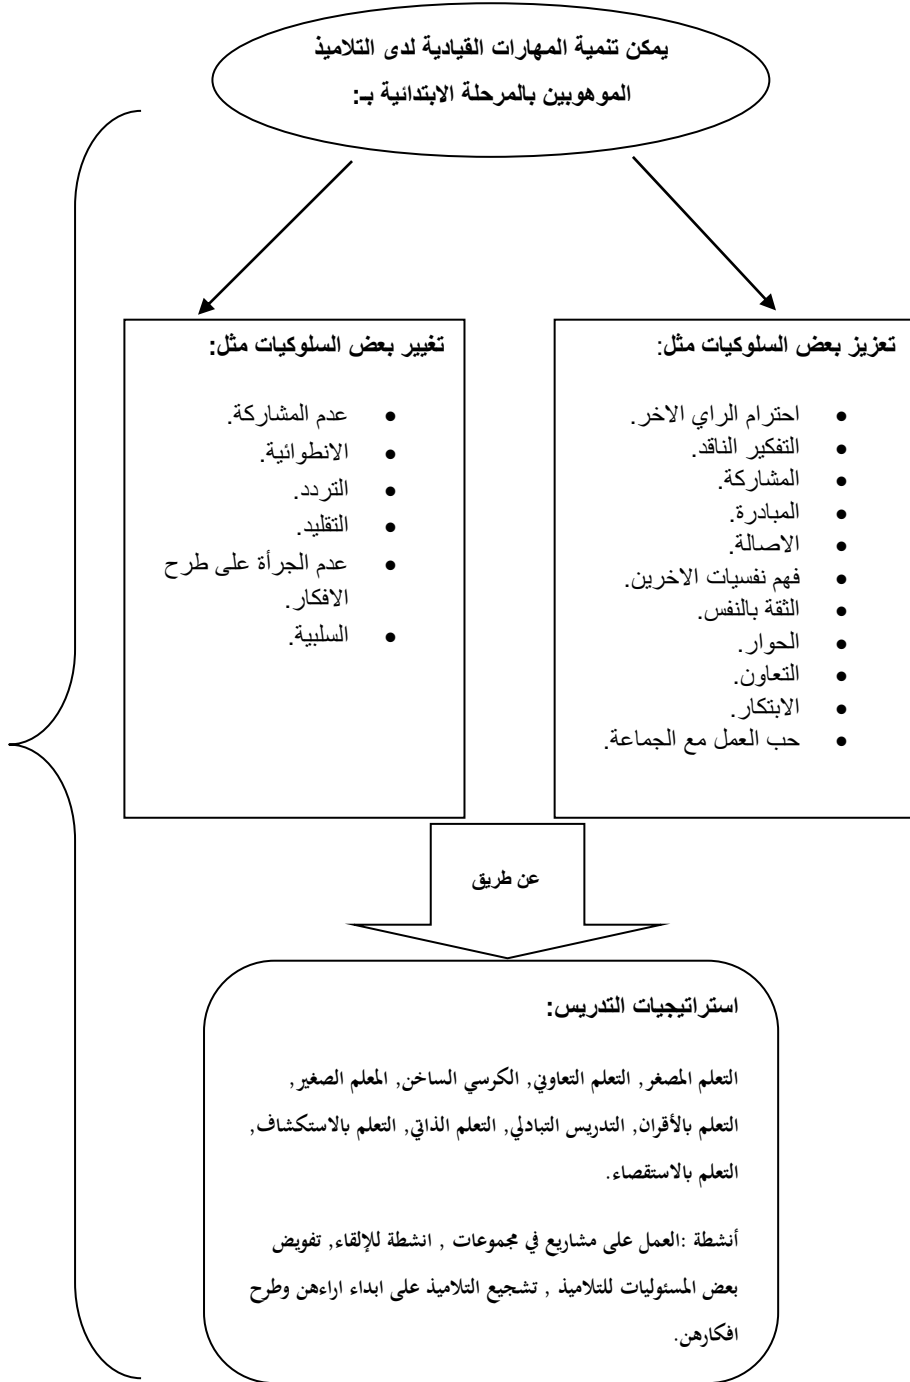 يمكن تنمية المهارات القيادية لدى التلاميذ
الموهوبين بالمرحلة الابتدائية بـ:
تعزيز بعض السلوكيات مثل:
احترام الراي الاخر.
التفكير الناقد.
المشاركة.
المبادرة.
الاصالة.
فهم نفسيات الاخرين.
الثقة بالنفس.
الحوار.
التعاون.
الابتكار.
حب العمل مع الجماعة.
تغيير بعض السلوكيات مثل:
عدم المشاركة.
الانطوائية.
التردد.
التقليد.
عدم الجرأة على طرح
الافكار.
السلبية.
عن طريق
استراتيجيات التدريس:
التعلم المصغر, التعلم التعاوني, الكرسي الساخن, المعلم الصغير,
التعلم بالأقران, التدريس التبادلي, التعلم الذاتي, التعلم بالاستكشاف,
التعلم بالاستقصاء.
أنشطة :العمل على مشاريع في مجموعات , انشطة للإلقاء, تفويض
بعض المسئوليات للتلاميذ , تشجيع التلاميذ على ابداء اراءهن وطرح
افكارهن.